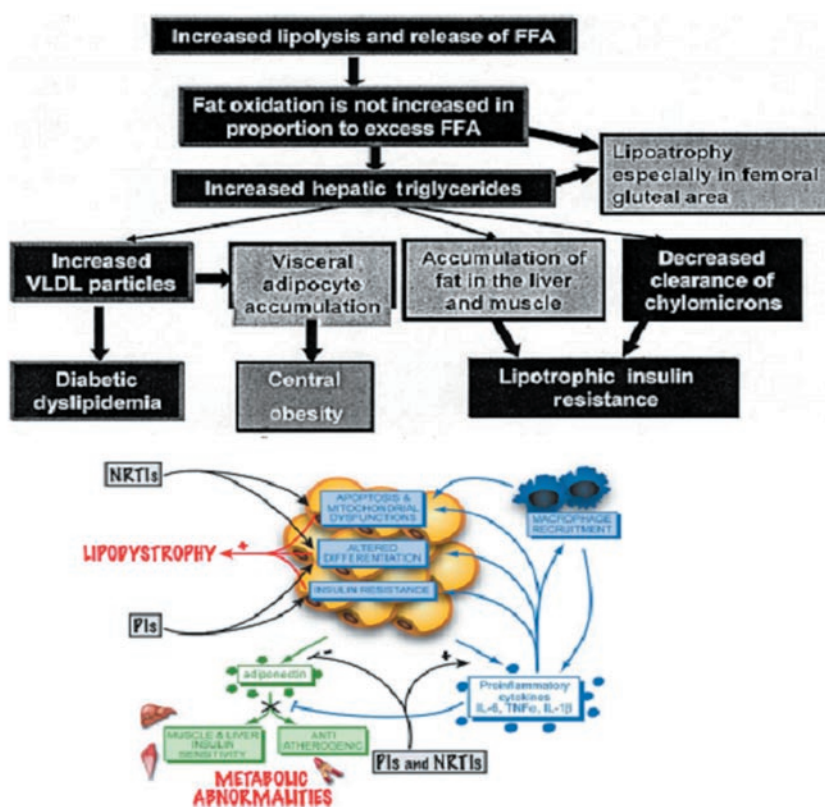 Increased lipolysis and release of FFA
Fat oxidation is not increased in
proportion to excess FFA
Lipoatrophy
especially in femoral
gluteal area
Increased hepatic triglycerides
Increased
VLDL particles
Visceral
adipocyte
accumulation
Accumulation of
fat in the liver
and muscle
Decreased
clearance of
chylomicrons
Diabetic
dyslipidemia
Central
obesity
Lipotrophic insulin
resistance
NRTIs
APOPTOSIS &
MITOCHONDRIAL
DYSFUNCTIONS
MACROPHAGE
RECRUITMENT
LIPODYSTROPHY
+
ALTERED
DIFFERENTIATION
INSULIN RESISTANCE
PIs
-
+
adiponectin
Proinflammatory
cytokines
IL-6, TNFα, IL-1β
MUSCLE & LIVER
INSULIN
SENSITIVITY
ANTI
ATHEROGENIC
PIs and NRTIs
METABOLIC
ABNORMALITIES